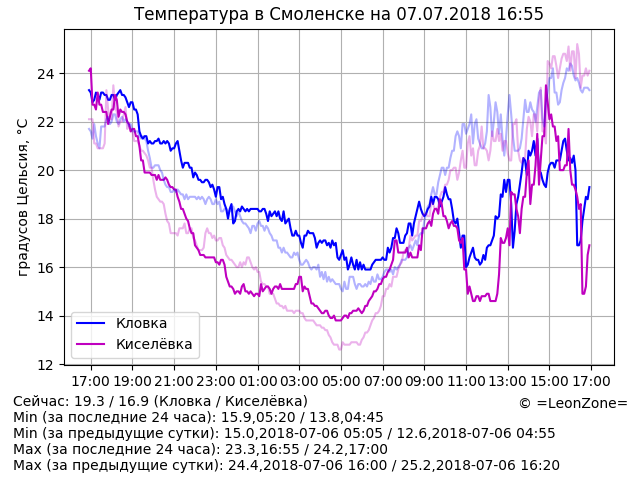 Температура в Смоленске на 07.07.2018 16:55
градусов Цельсия, °C
24
22
20
18
16
14
12
Кловка
Киселёвка
17:00 19:00 21:00 23:00 01:00 03:00 05:00 07:00 09:00 11:00 13:00 15:00 17:00
Сейчас: 19.3 / 16.9 (Кловка / Киселёвка)
© =LeonZone=
Min (за последние 24 часа): 15.9,05:20 / 13.8,04:45
Min (за предыдущие сутки): 15.0,2018-07-06 05:05 / 12.6,2018-07-06 04:55
Max (за последние 24 часа): 23.3,16:55 / 24.2,17:00
Max (за предыдущие сутки): 24.4,2018-07-06 16:00 / 25.2,2018-07-06 16:20